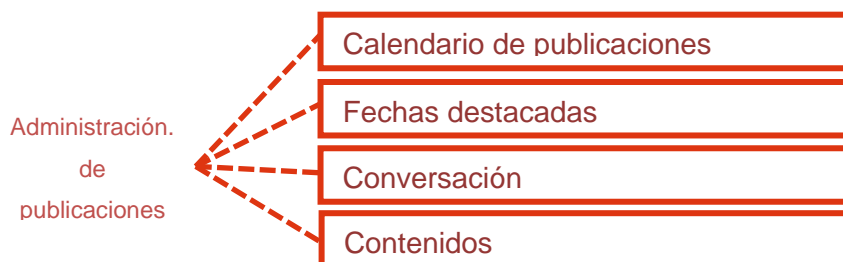 Administración.
de
publicaciones
Calendario de publicaciones
Fechas destacadas
Conversación
Contenidos